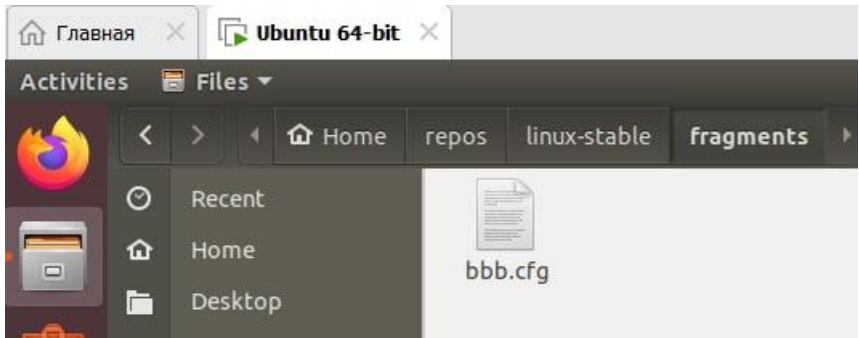 Главная
Ubuntu 64-bit
Activities Files
Home repos linux-stable fragments
Recent
Home
Desktop
bbb.cfg